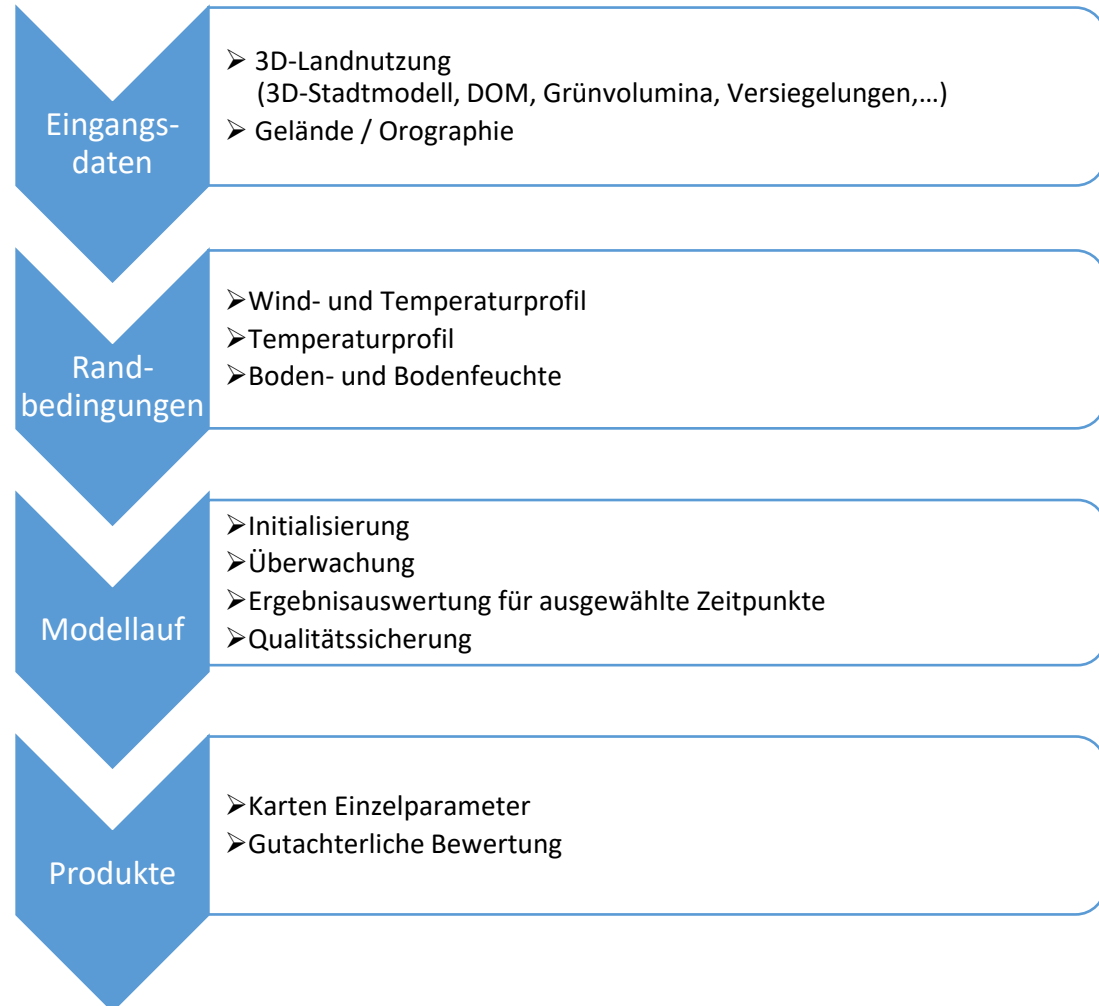 Eingangs-
daten
➢ 3D-Landnutzung
(3D-Stadtmodell, DOM, Grünvolumina, Versiegelungen,…)
➢ Gelände / Orographie
Rand-
bedingungen
➢Wind- und Temperaturprofil
➢Temperaturprofil
➢Boden- und Bodenfeuchte
Modellauf
➢Initialisierung
➢Überwachung
➢Ergebnisauswertung für ausgewählte Zeitpunkte
➢Qualitätssicherung
Produkte
➢Karten Einzelparameter
➢Gutachterliche Bewertung